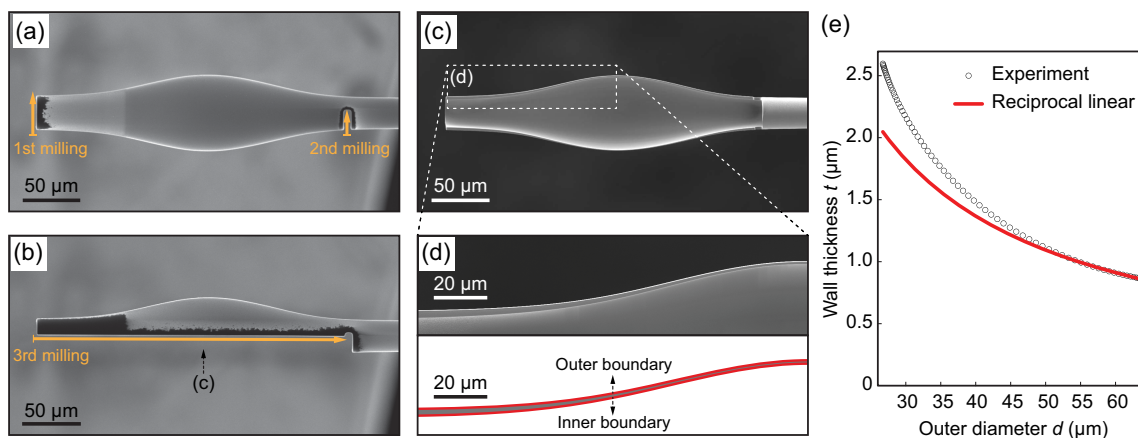 (a)
1st milling
2nd milling
50 µm
(b)
3rd milling
(c)
50 µm
(c)
(d)
50 µm
(d)
20 µm
20 µm
Outer boundary
Inner boundary
(e)
Experiment
Reciprocal linear
Wall thickness t (µm)
2.5
2.0
1.5
1.0
0.5
0
30 35 40 45 50 55 60
Outer diameter d (µm)